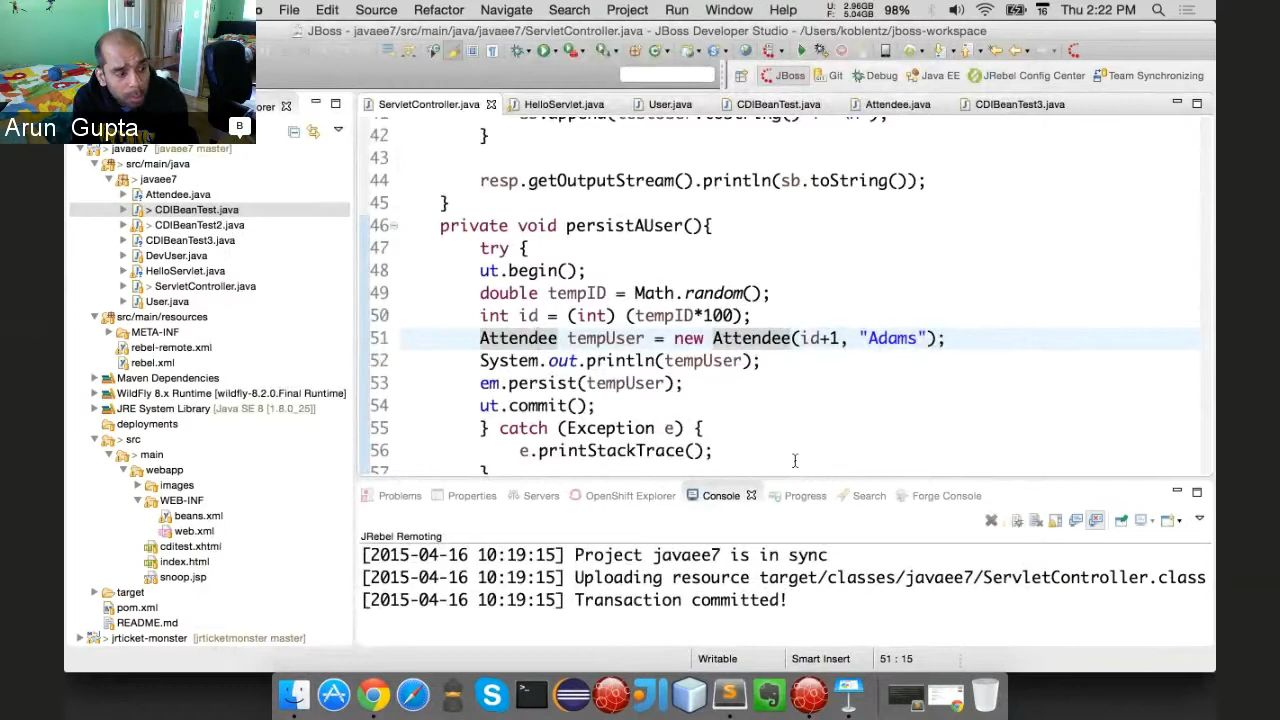 File Edit Source Refactor Navigate Search Project Run Window Help 2.96GB 5.04GB 98% 16 Thu 2:22 PM
JBoss - javaee7/src/main/java/javaee7/ServletController.java - JBoss Developer Studio - /Users/koblentz/jboss-workspace
JBoss Git Debug Java EE JRebel Config Center Team Synchronizing
Arun Gupta
B
orer
ServletController.java HelloServlet.java User.java CDIBeanTest.java Attendee.java CDIBeanTest3.java
javaee7 [javaee7 master]
src/main/java
javaee7
Attendee.java
> CDIBeanTest.java
> CDIBeanTest2.java
CDIBeanTest3.java
DevUser.java
HelloServlet.java
> ServletController.java
User.java
src/main/resources
META-INF
rebel-remote.xml
rebel.xml
Maven Dependencies
WildFly 8.x Runtime [wildfly-8.2.0.Final Runtime]
JRE System Library [Java SE 8 [1.8.0_25]]
deployments
> src
> main
webapp
images
WEB-INF
beans.xml
web.xml
cditest.xhtml
index.html
snoop.jsp
target
pom.xml
README.md
> jrticket-monster [jrticketmonster master]
42 }
43
44 resp.getOutputStream().println(sb.toString());
45 }
46 private void persistAUser(){
47 try {
48 ut.begin();
49 double tempID = Math.random();
50 int id = (int) (tempID*100);
51 Attendee tempUser = new Attendee(id+1, "Adams");
52 System.out.println(tempUser);
53 em.persist(tempUser);
54 ut.commit();
55 } catch (Exception e) {
56 e.printStackTrace();
57 }
Problems Properties Servers OpenShift Explorer Console Progress Search Forge Console
JRebel Remoting
[2015-04-16 10:19:15] Project javaee7 is in sync
[2015-04-16 10:19:15] Uploading resource target/classes/javaee7/ServletController.class
[2015-04-16 10:19:15] Transaction committed!
Writable Smart Insert 51 : 15